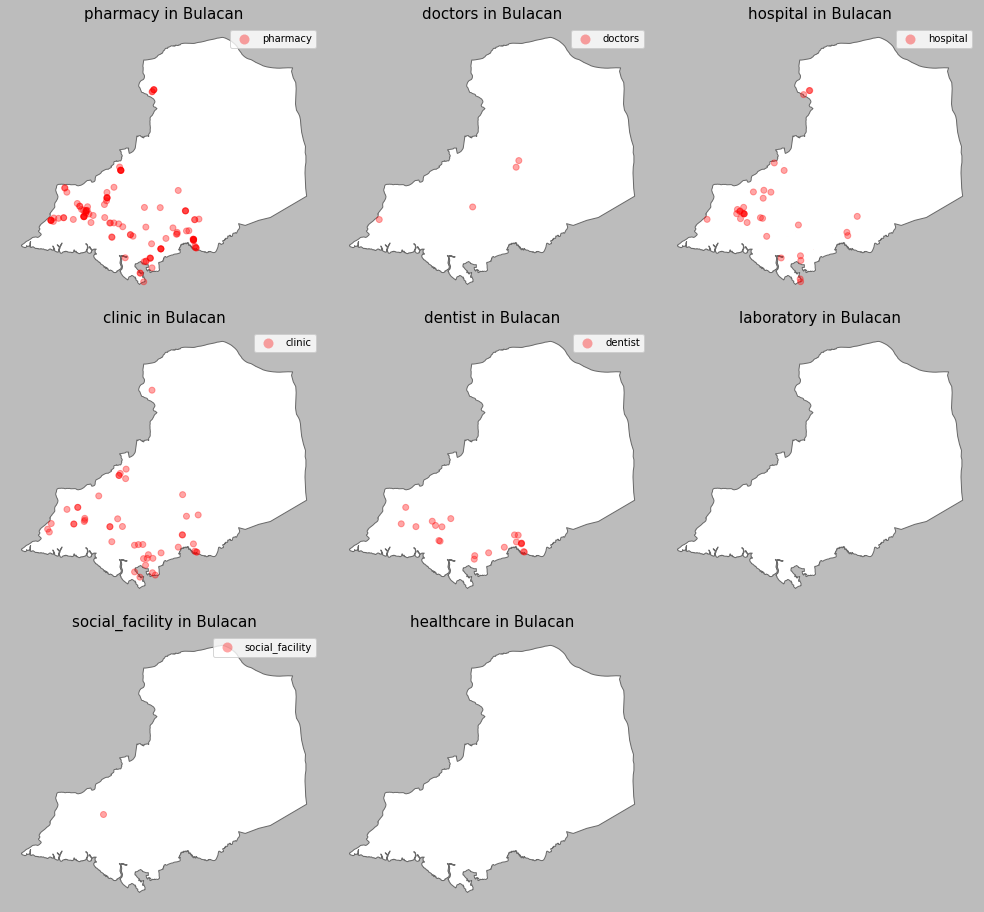 pharmacy in Bulacan
pharmacy
doctors in Bulacan
doctors
hospital in Bulacan
hospital
clinic in Bulacan
clinic
dentist in Bulacan
dentist
laboratory in Bulacan
social_facility in Bulacan
social_facility
healthcare in Bulacan